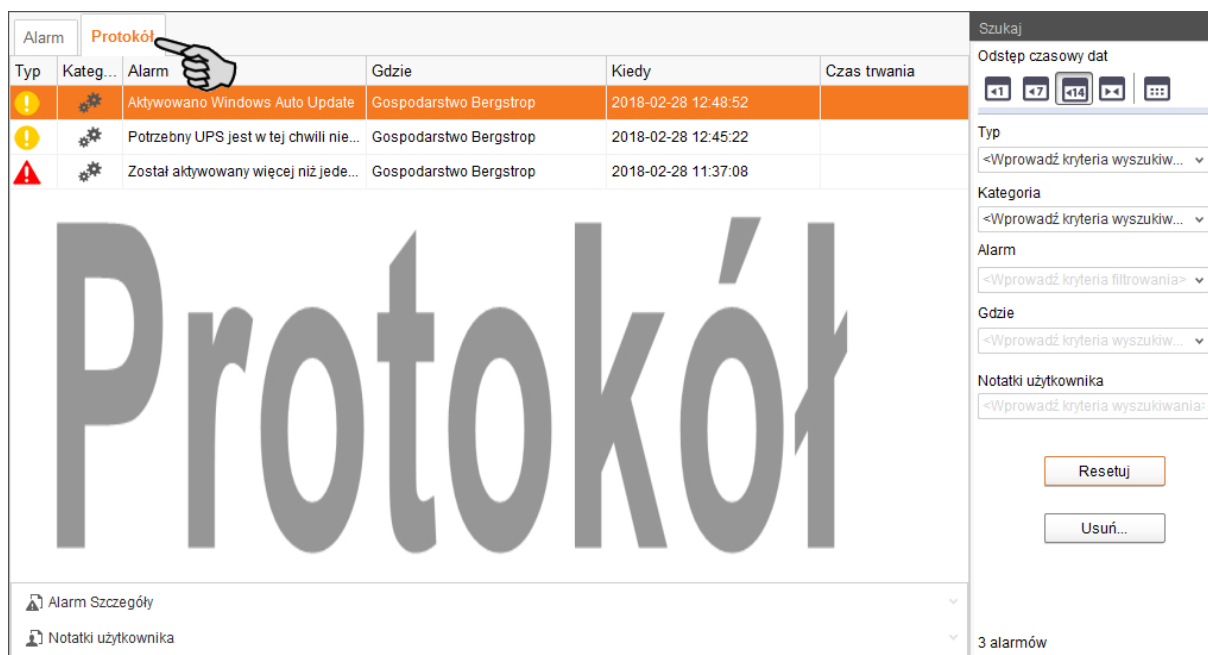 Alarm Protokół
Typ Kateg... Alarm Gdzie Kiedy Czas trwania
Aktywowano Windows Auto Update Gospodarstwo Bergstrop 2018-02-28 12:48:52
Potrzebny UPS jest w tej chwili nie... Gospodarstwo Bergstrop 2018-02-28 12:45:22
Został aktywowany więcej niż jede... Gospodarstwo Bergstrop 2018-02-28 11:37:08
Protokół
Alarm Szczegóły
Notatki użytkownika
Szukaj
Odstęp czasowy dat
1 7 14
Typ
<Wprowadź kryteria wyszukiw...
Kategoria
<Wprowadź kryteria wyszukiw...
Alarm
<Wprowadź kryteria filtrowania>
Gdzie
<Wprowadź kryteria wyszukiw...
Notatki użytkownika
<Wprowadź kryteria wyszukiwania>
Resetuj
Usuń...
3 alarmów